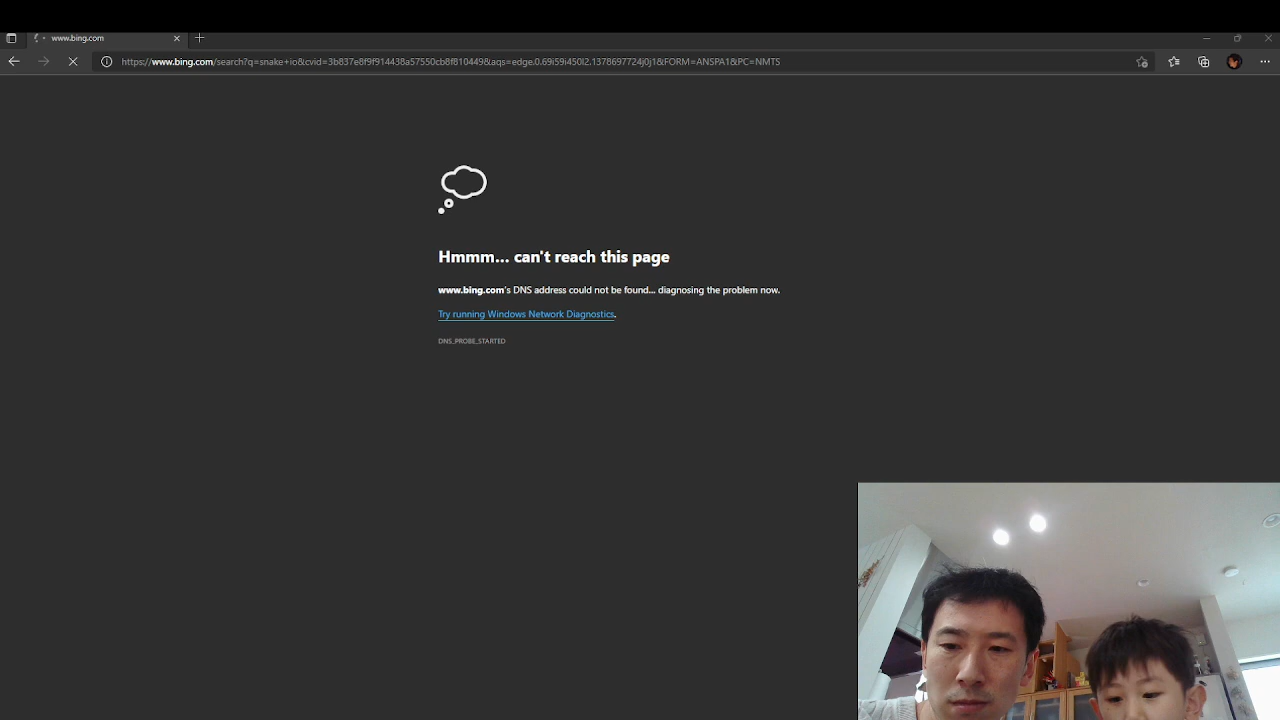 www.bing.com
https://www.bing.com/search?q=snake+io&cvid=3b837e8f9f914438a57550cb8f810449&aqs=edge.0.69i59i450l2.1378697724j0j1&FORM=ANSPA1&PC=NMTS
Hmmm... can't reach this page
www.bing.com's DNS address could not be found... diagnosing the problem now.
Try running Windows Network Diagnostics.
DNS_PROBE_STARTED